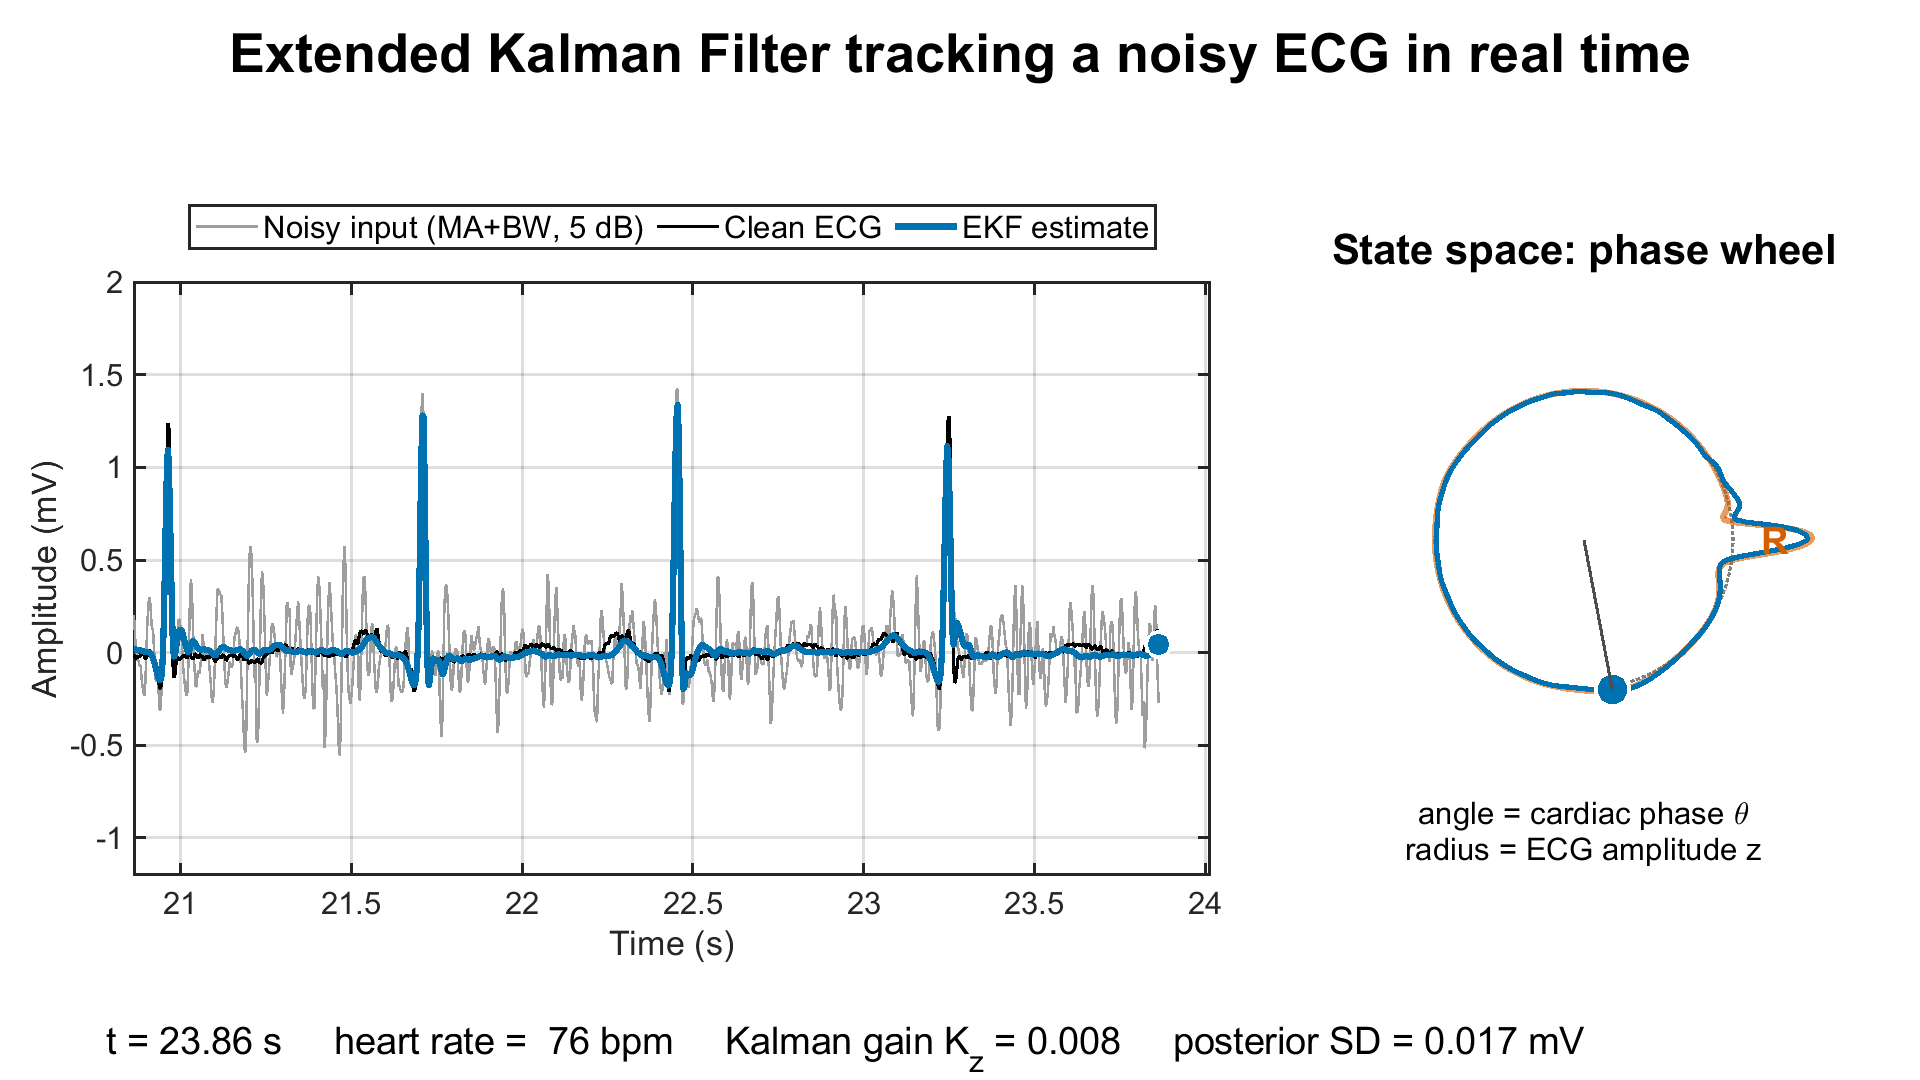 Extended Kalman Filter tracking a noisy ECG in real time
Noisy input (MA+BW, 5 dB) Clean ECG EKF estimate
State space: phase wheel
2
1.5
1
0.5
0
-0.5
-1
Amplitude (mV)
21 21.5 22 22.5 23 23.5 24
Time (s)
R
angle = cardiac phase θ
radius = ECG amplitude z
t = 23.86 s heart rate = 76 bpm Kalman gain K_z = 0.008 posterior SD = 0.017 mV